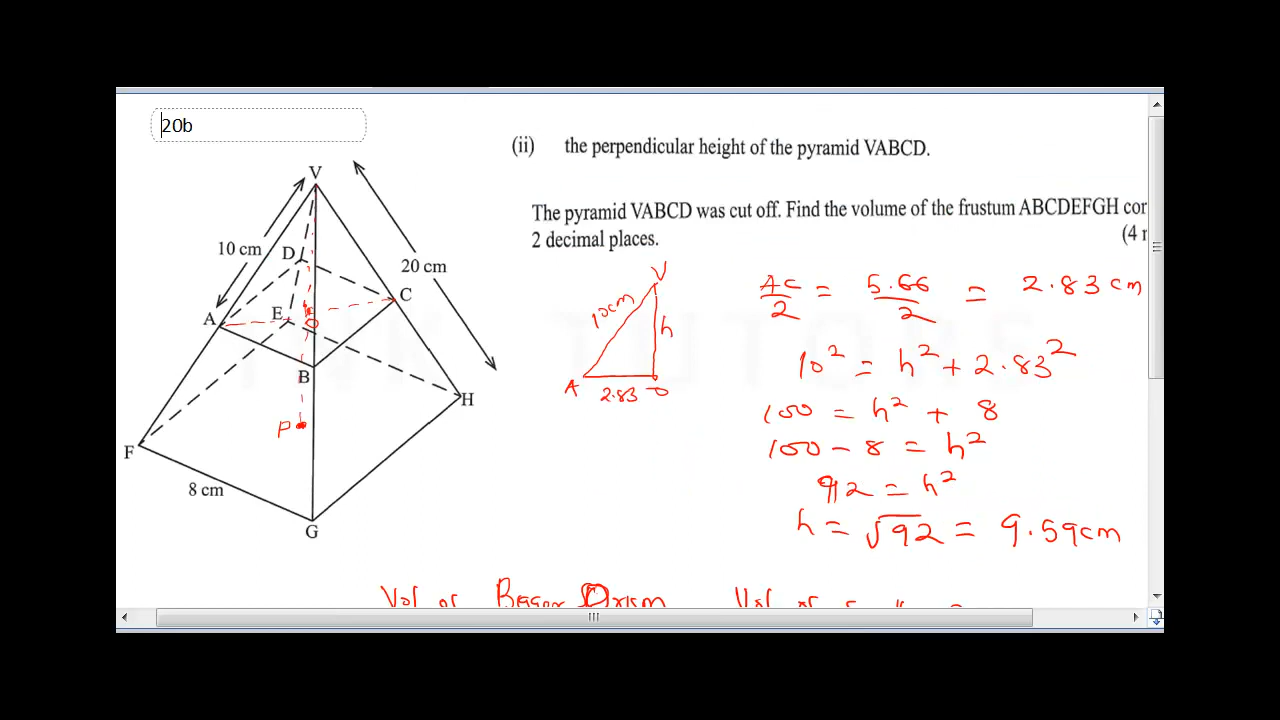 20b
(ii) the perpendicular height of the pyramid VABCD.
The pyramid VABCD was cut off. Find the volume of the frustum ABCDEFGH cor
2 decimal places. (4 r
V
10 cm
D
20 cm
C
A
E
O
B
H
P
F
8 cm
G
V
10cm
h
A 2.83 O
AC/2 = 5.66/2 = 2.83 cm
10² = h² + 2.83²
100 = h² + 8
100 - 8 = h²
92 = h²
h = √92 = 9.59cm
Vol of
Vol of